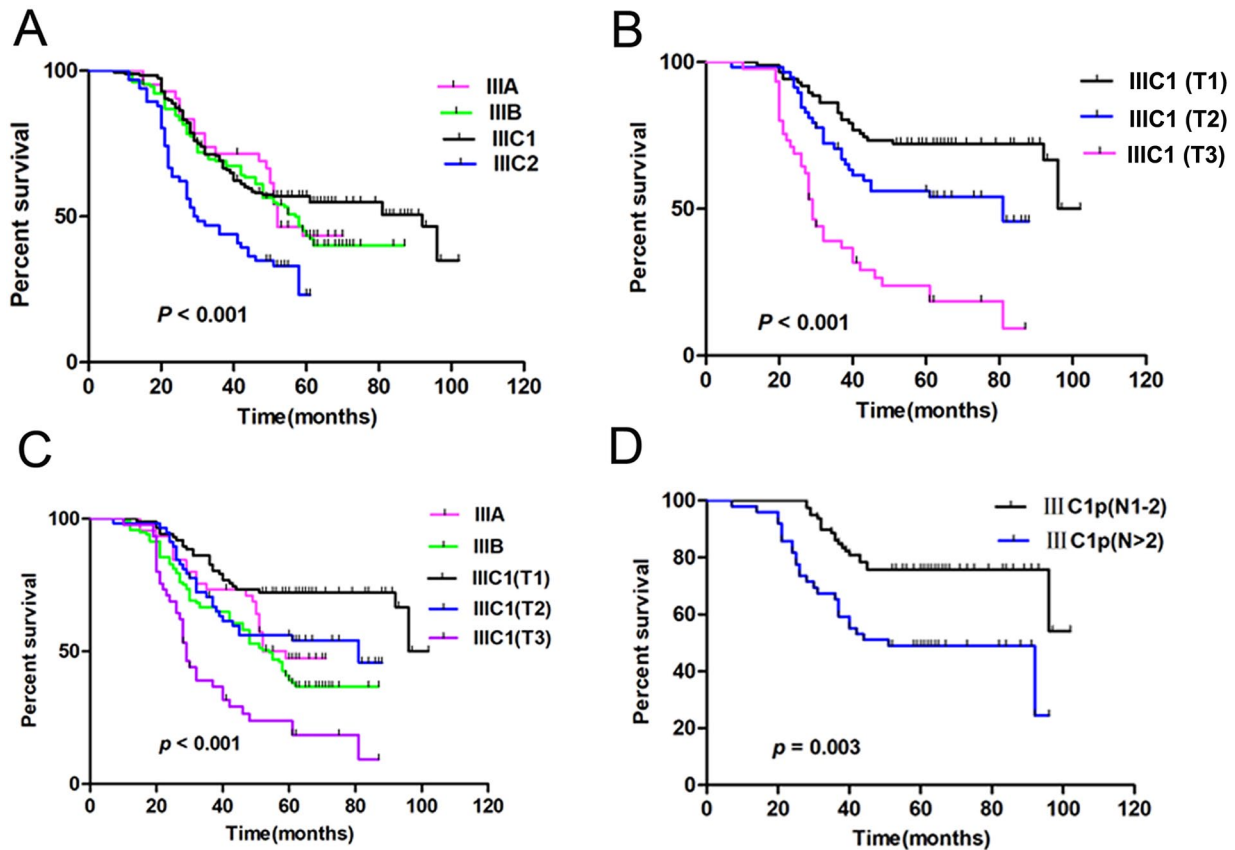 A
Percent survival
100
50
0
0 20 40 60 80 100 120
Time(months)
IIIA
IIIB
IIIC1
IIIC2
P < 0.001
B
Percent survival
100
50
0
0 20 40 60 80 100 120
Time(months)
IIIC1 (T1)
IIIC1 (T2)
IIIC1 (T3)
P < 0.001
C
Percent survival
100
50
0
0 20 40 60 80 100 120
Time(months)
IIIA
IIIB
IIIC1(T1)
IIIC1(T2)
IIIC1(T3)
p < 0.001
D
Percent survival
100
80
60
40
20
0
0 20 40 60 80 100 120
Time(months)
III C1p(N1-2)
III C1p(N>2)
p = 0.003